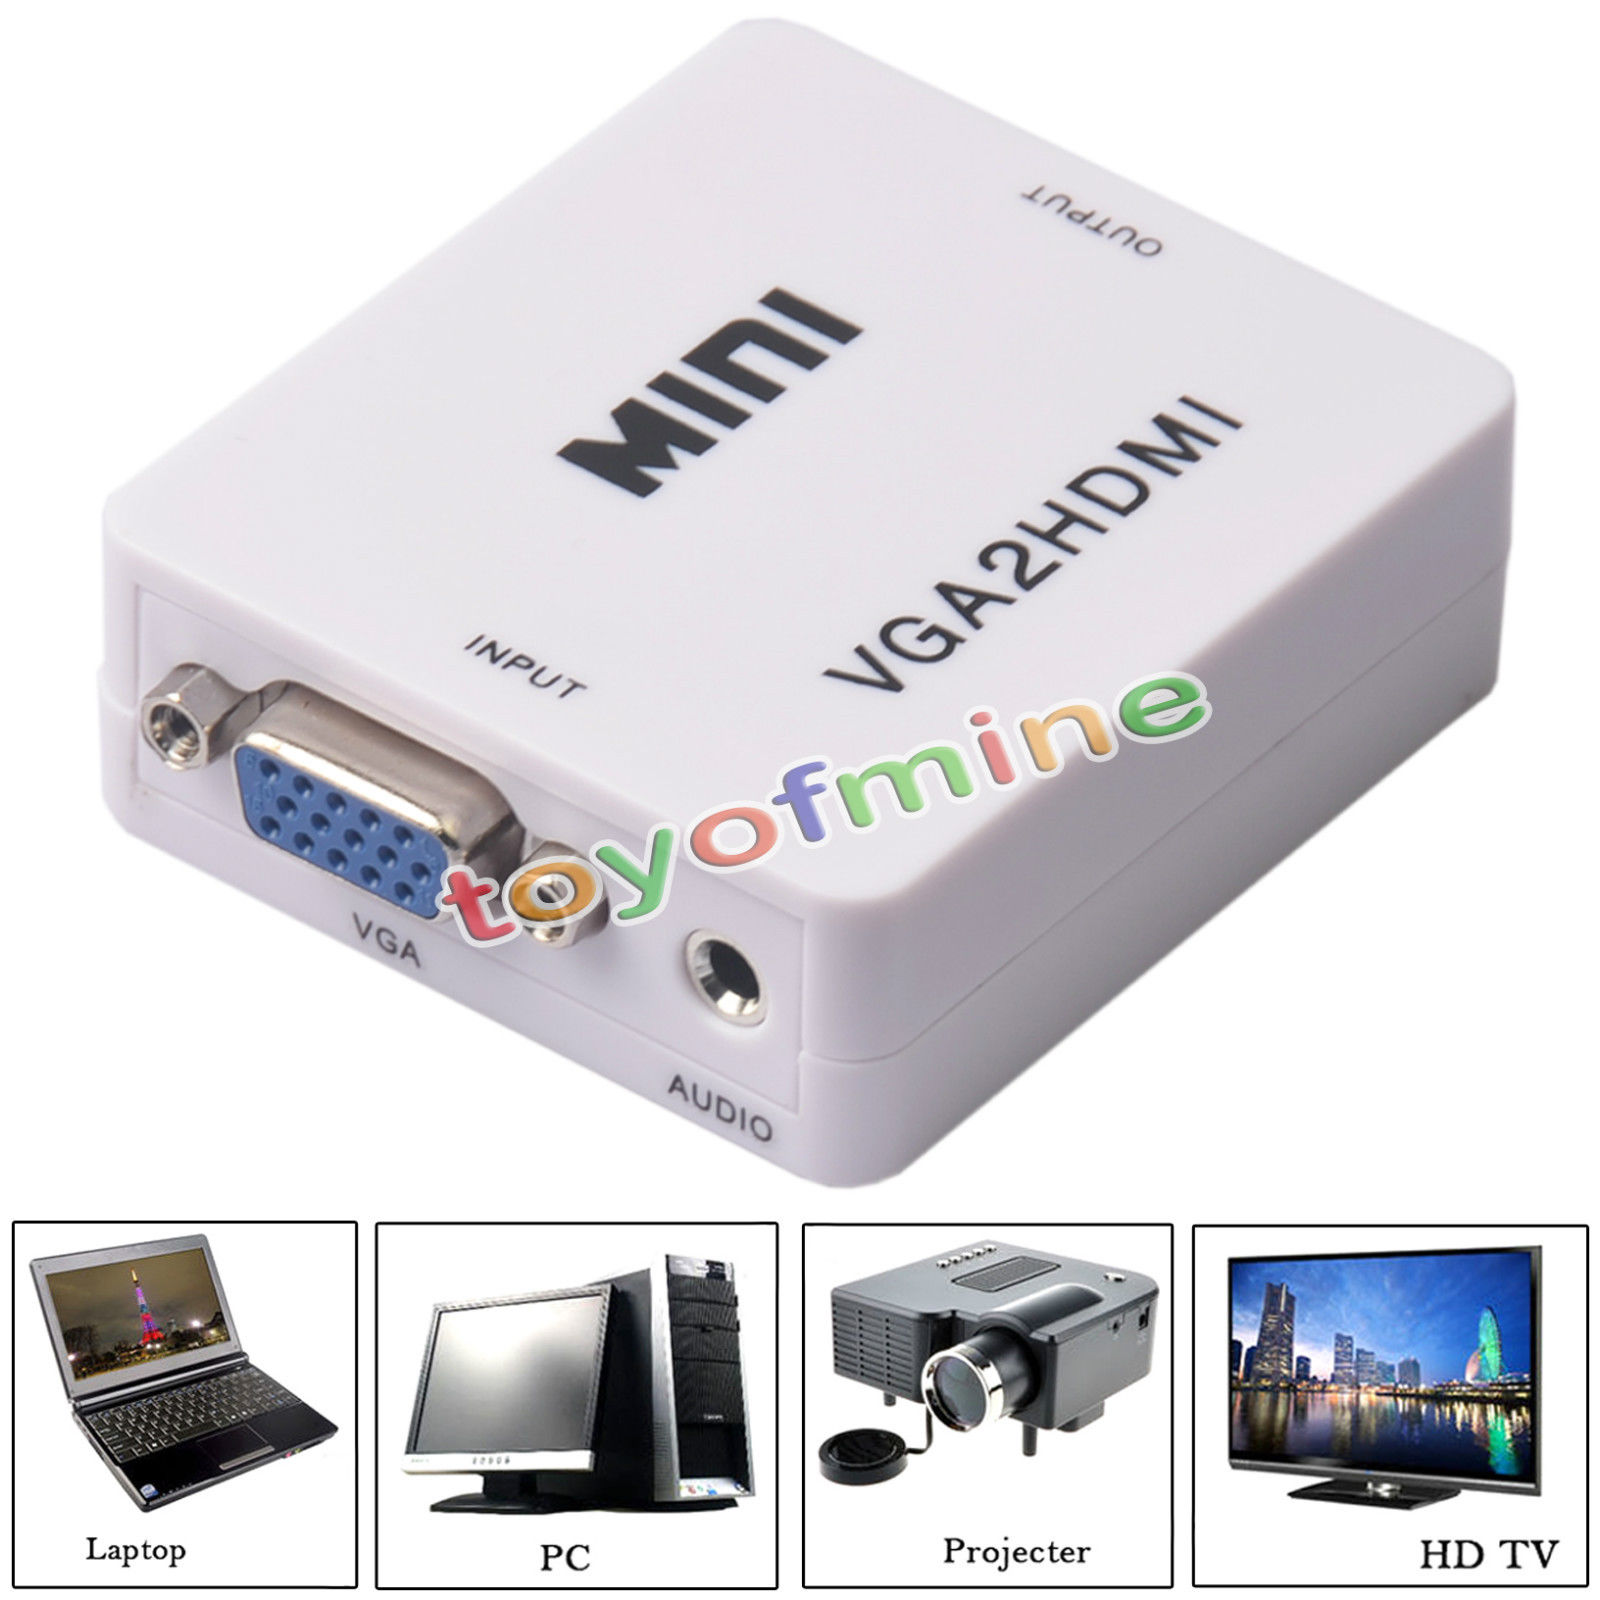 OUTPUT
MINI
VGA2HDMI
INPUT
toyofmine
VGA
AUDIO
Laptop
PC
Projecter
HD TV